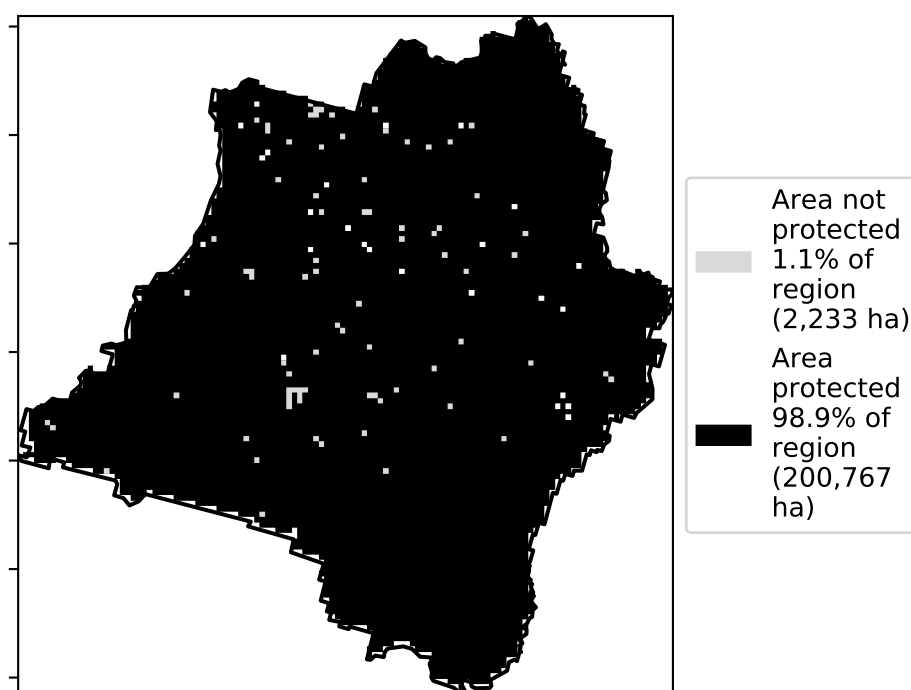 Area not
protected
1.1% of
region
(2,233 ha)
Area
protected
98.9% of
region
(200,767
ha)